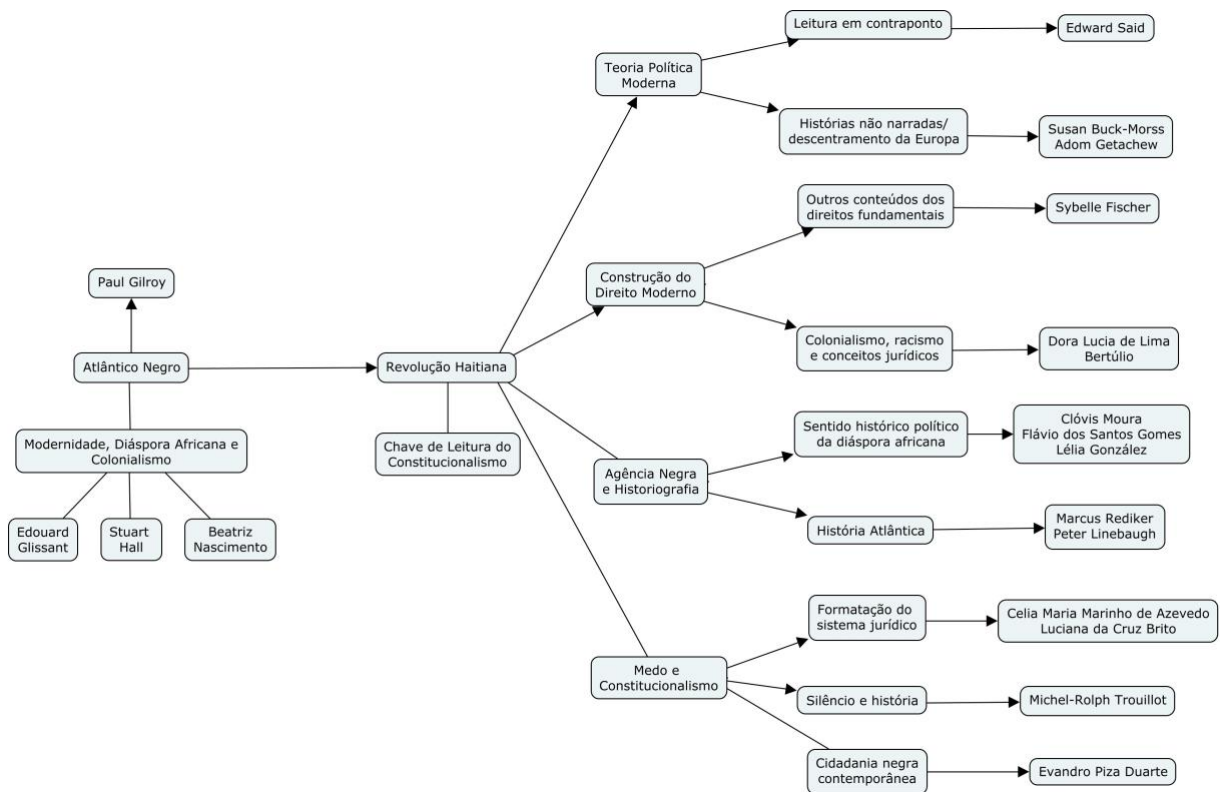 Paul Gilroy
Atlântico Negro
Modernidade, Diáspora Africana e
Colonialismo
Edouard
Glissant
Stuart
Hall
Beatriz
Nascimento
Revolução Haitiana
Chave de Leitura do
Constitucionalismo
Teoria Política
Moderna
Leitura em contraponto
Edward Said
Histórias não narradas/
descentramento da Europa
Susan Buck-Morss
Adom Getachew
Construção do
Direito Moderno
Outros conteúdos dos
direitos fundamentais
Sybelle Fischer
Colonialismo, racismo
e conceitos jurídicos
Dora Lucia de Lima
Bertúlio
Agência Negra
e Historiografia
Sentido histórico político
da diáspora africana
Clóvis Moura
Flávio dos Santos Gomes
Lélia González
História Atlântica
Marcus Rediker
Peter Linebaugh
Medo e
Constitucionalismo
Formatação do
sistema jurídico
Celia Maria Marinho de Azevedo
Luciana da Cruz Brito
Silêncio e história
Michel-Rolph Trouillot
Cidadania negra
contemporânea
Evandro Piza Duarte